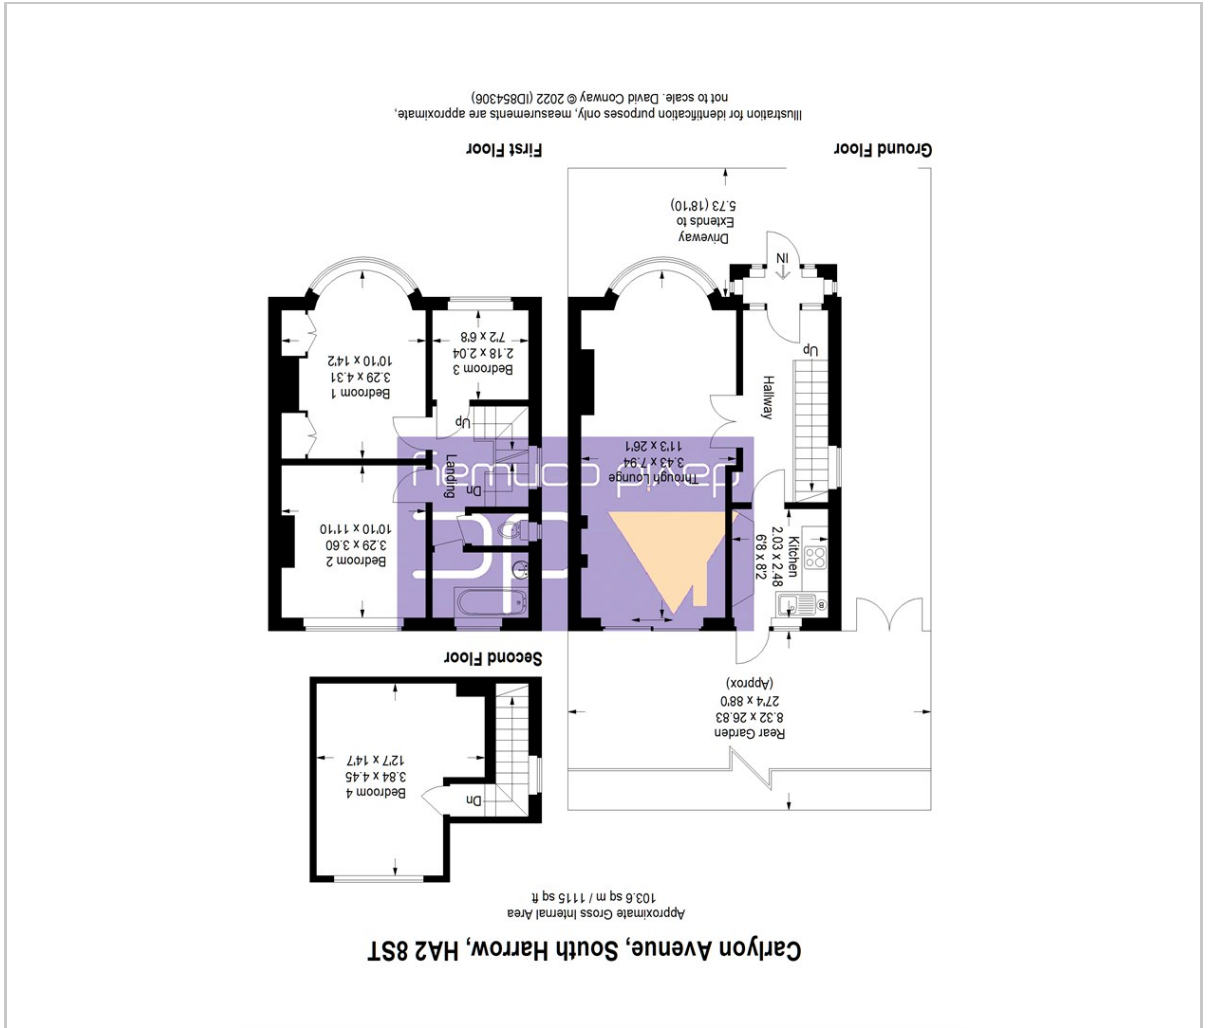 Carlyon Avenue, South Harrow, HA2 8ST
Approximate Gross Internal Area
103.6 sq m / 1115 sq ft
Rear Garden
8.32 x 26.83
27'4 x 88'0
(Approx)
Kitchen
2.03 x 2.48
6'8 x 8'2
B
Through Lounge
3.43 x 7.94
11'3 x 26'1
Hallway
Up
IN
Driveway
Extends to
5.73 (18'10)
Ground Floor
Dn
Bedroom 4
3.84 x 4.45
12'7 x 14'7
Second Floor
Bedroom 2
3.29 x 3.60
10'10 x 11'10
Dn
Landing
Up
Bedroom 3
2.18 x 2.04
7'2 x 6'8
Bedroom 1
3.29 x 4.31
10'10 x 14'2
First Floor
dc
david conway
Illustration for identification purposes only, measurements are approximate,
not to scale. David Conway © 2022 (ID854306)